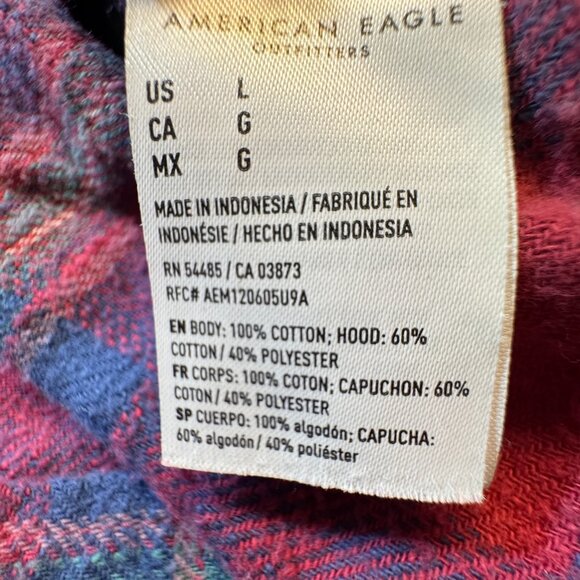 AMERICAN EAGLE
OUTFITTERS
US L
CA G
MX G
MADE IN INDONESIA / FABRIQUÉ EN
INDONÉSIE / HECHO EN INDONESIA
RN 54485 / CA 03873
RFC# AEM120605U9A
EN BODY: 100% COTTON; HOOD: 60%
COTTON / 40% POLYESTER
FR CORPS: 100% COTON; CAPUCHON: 60%
COTON / 40% POLYESTER
SP CUERPO: 100% algodón; CAPUCHA:
60% algodón / 40% poliéster